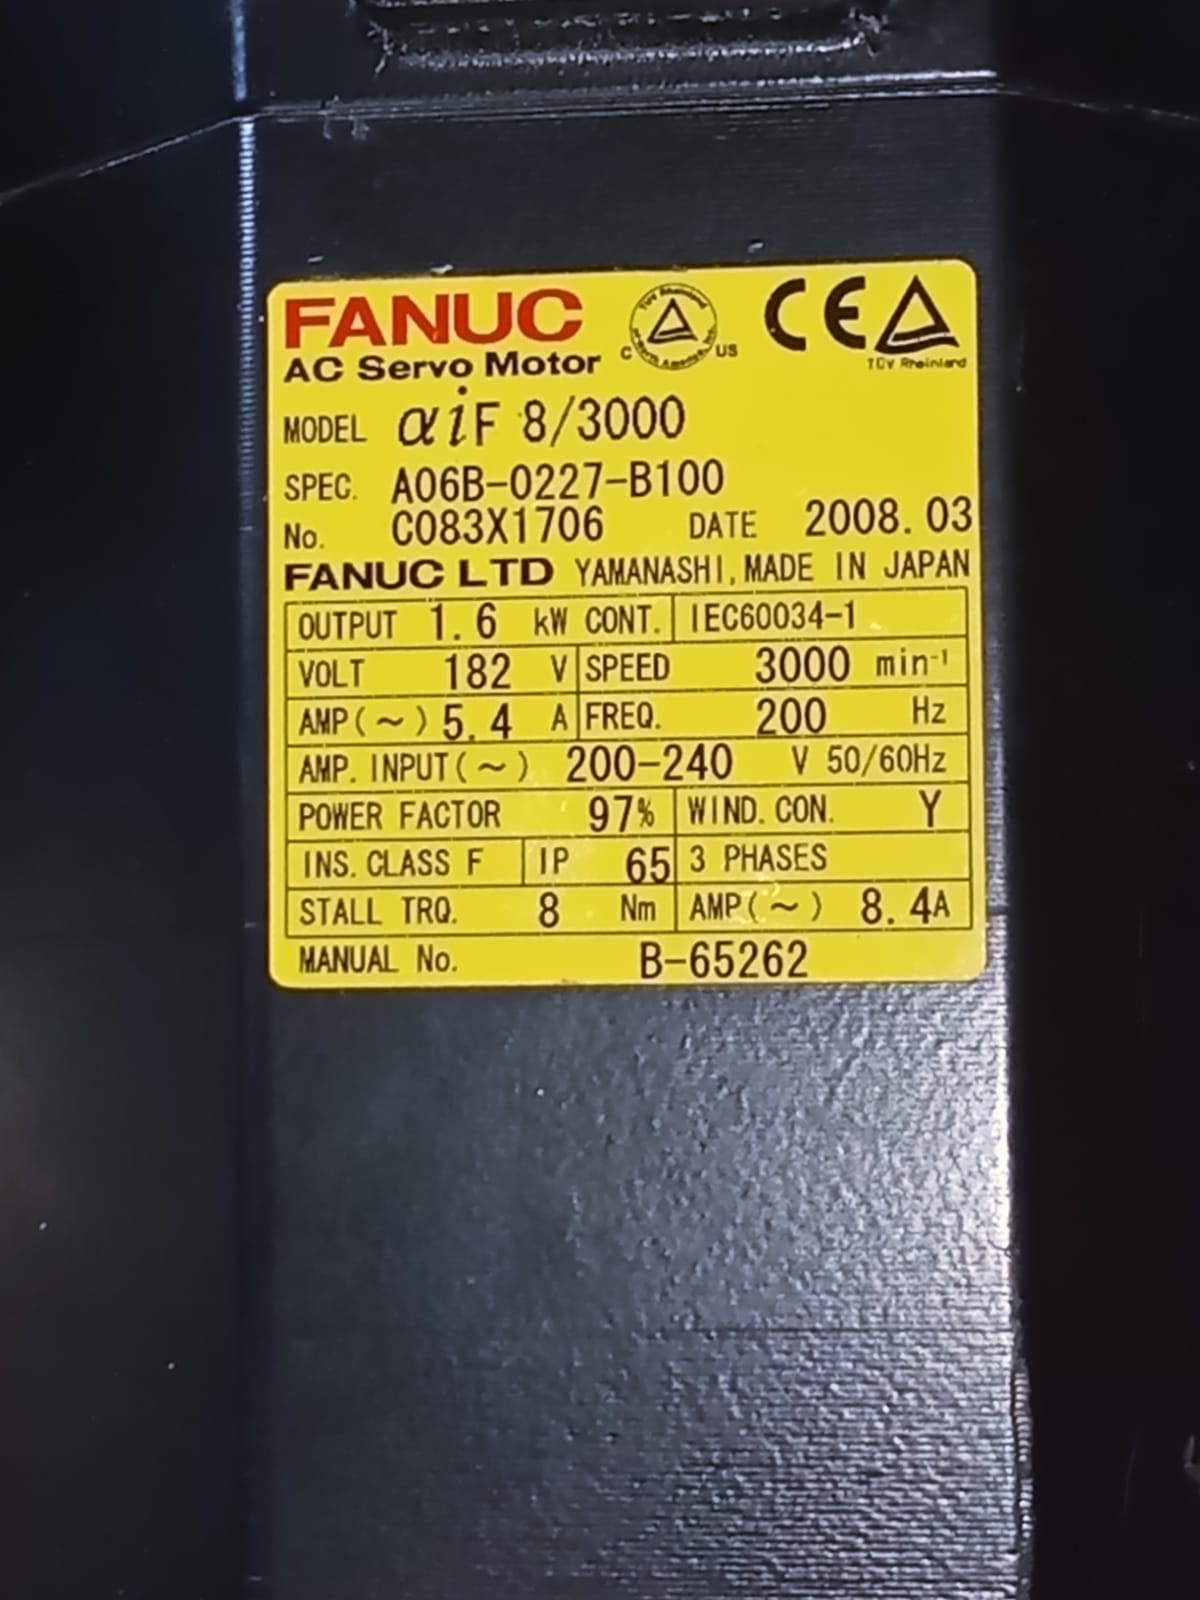 FANUC
AC Servo Motor
TÜV Rheinland
C US
CE
TÜV Rheinland
MODEL αiF 8/3000
SPEC. A06B-0227-B100
No. C083X1706 DATE 2008.03
FANUC LTD YAMANASHI, MADE IN JAPAN
OUTPUT 1.6 kW CONT. IEC60034-1
VOLT 182 V SPEED 3000 min⁻¹
AMP(~) 5.4 A FREQ. 200 Hz
AMP. INPUT(~) 200-240 V 50/60Hz
POWER FACTOR 97% WIND. CON. Y
INS. CLASS F IP 65 3 PHASES
STALL TRQ. 8 Nm AMP(~) 8.4A
MANUAL No. B-65262